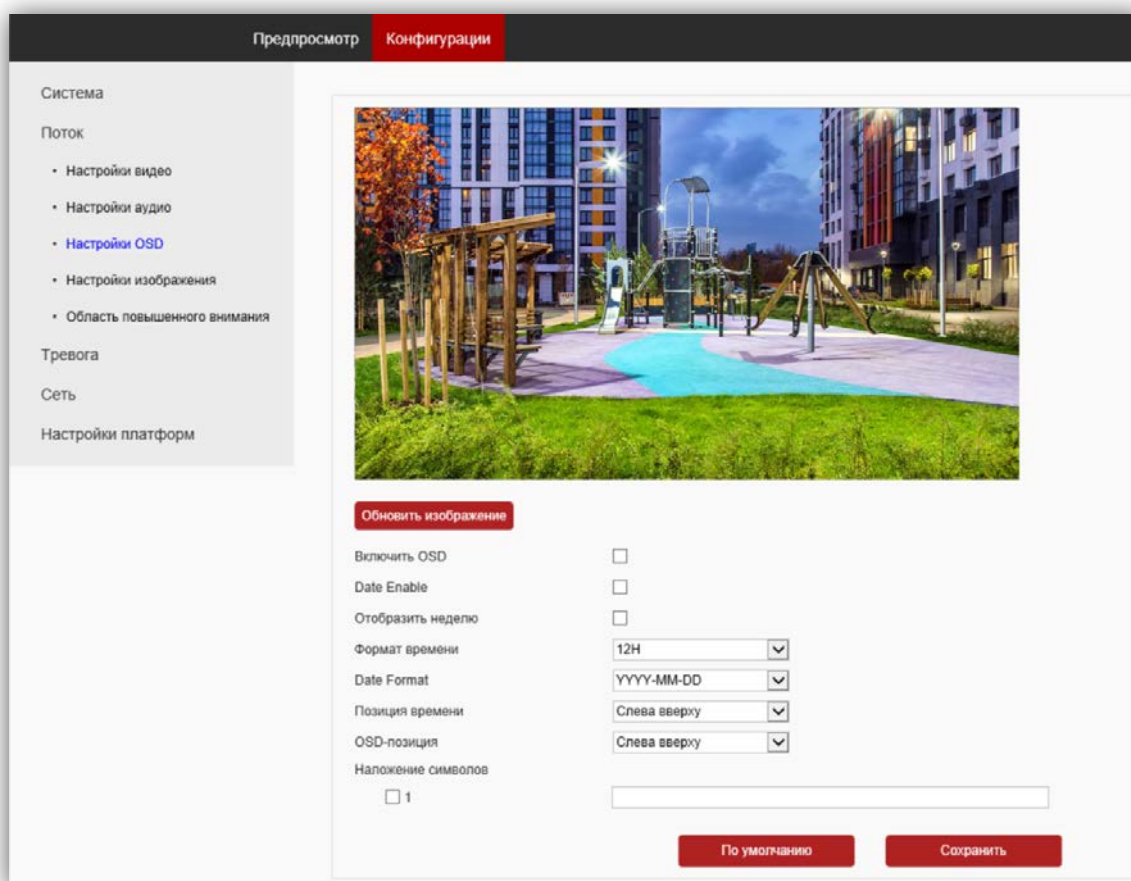 Предпросмотр Конфигурации
Система
Поток
• Настройки видео
• Настройки аудио
• Настройки OSD
• Настройки изображения
• Область повышенного внимания
Тревога
Сеть
Настройки платформ
Обновить изображение
Включить OSD
Date Enable
Отобразить неделю
Формат времени 12H
Date Format YYYY-MM-DD
Позиция времени Слева вверху
OSD-позиция Слева вверху
Наложение символов
1
По умолчанию Сохранить